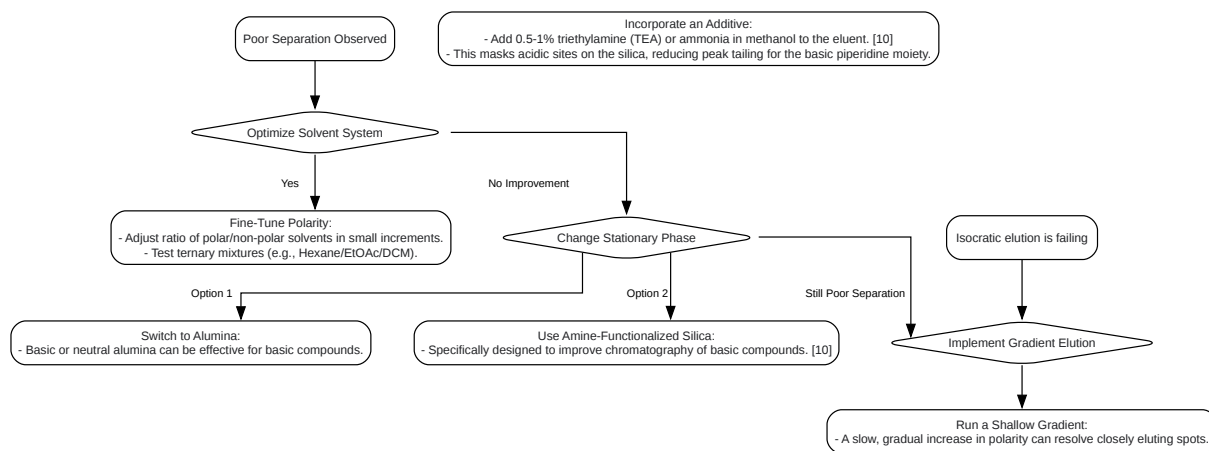 Poor Separation Observed
Incorporate an Additive:
- Add 0.5-1% triethylamine (TEA) or ammonia in methanol to the eluent. [10]
- This masks acidic sites on the silica, reducing peak tailing for the basic piperidine moiety.
Optimize Solvent System
Yes
No Improvement
Fine-Tune Polarity:
- Adjust ratio of polar/non-polar solvents in small increments.
- Test ternary mixtures (e.g., Hexane/EtOAc/DCM).
Change Stationary Phase
Isocratic elution is failing
Option 1
Option 2
Still Poor Separation
Switch to Alumina:
- Basic or neutral alumina can be effective for basic compounds.
Use Amine-Functionalized Silica:
- Specifically designed to improve chromatography of basic compounds. [10]
Implement Gradient Elution
Run a Shallow Gradient:
- A slow, gradual increase in polarity can resolve closely eluting spots.